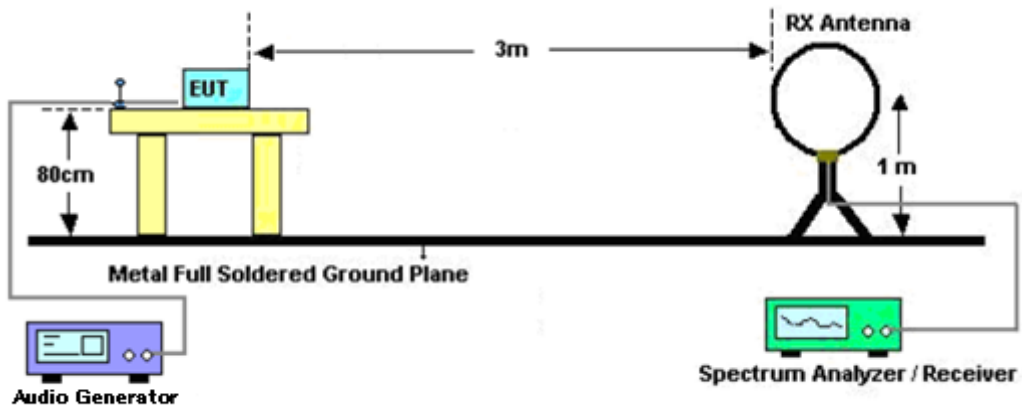 RX Antenna
3m
EUT
80cm
1 m
Metal Full Soldered Ground Plane
Spectrum Analyzer / Receiver
Audio Generator